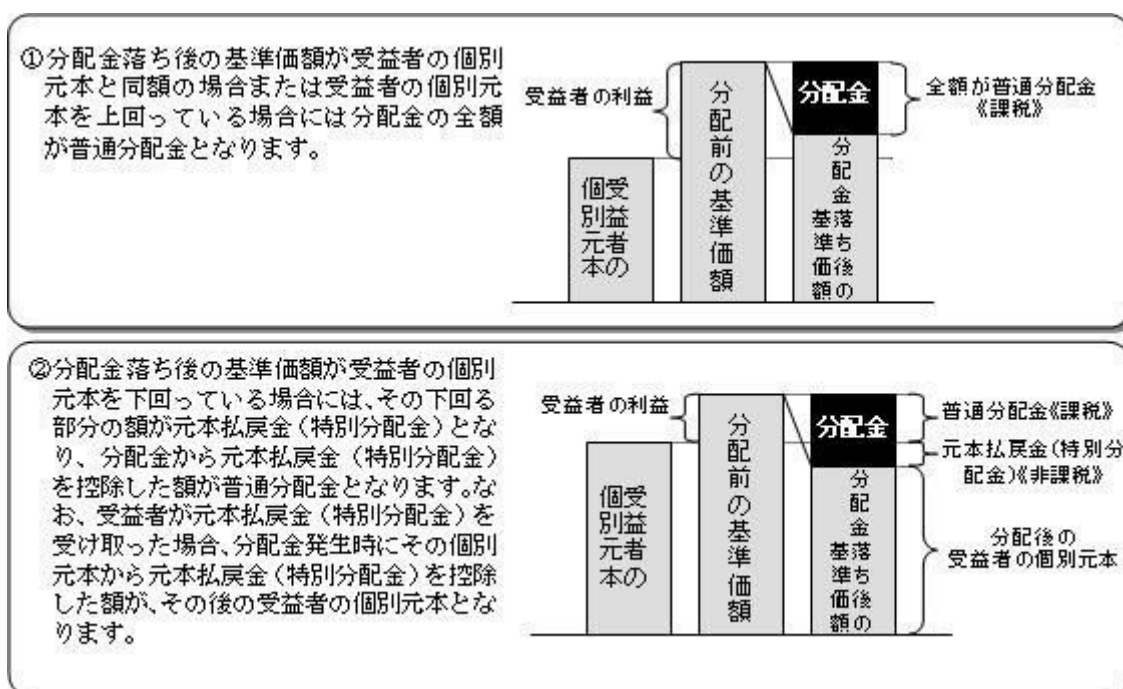 ①分配金落ち後の基準価額が受益者の個別
元本と同額の場合または受益者の個別元
本を上回っている場合には分配金の全額
が普通分配金となります。
受益者の利益
受益者の
個別元本
分配前の基準価額
分配金
分配金落ち後の
基準価額
全額が普通分配金
《課税》
②分配金落ち後の基準価額が受益者の個別
元本を下回っている場合には、その下回る
部分の額が元本払戻金(特別分配金)とな
り、分配金から元本払戻金(特別分配金)
を控除した額が普通分配金となります。な
お、受益者が元本払戻金(特別分配金)を
受け取った場合、分配金発生時にその個別
元本から元本払戻金(特別分配金)を控除
した額が、その後の受益者の個別元本とな
ります。
受益者の利益
受益者の
個別元本
分配前の基準価額
分配金
分配金落ち後の
基準価額
普通分配金《課税》
元本払戻金(特別分
配金)《非課税》
分配後の
受益者の個別元本